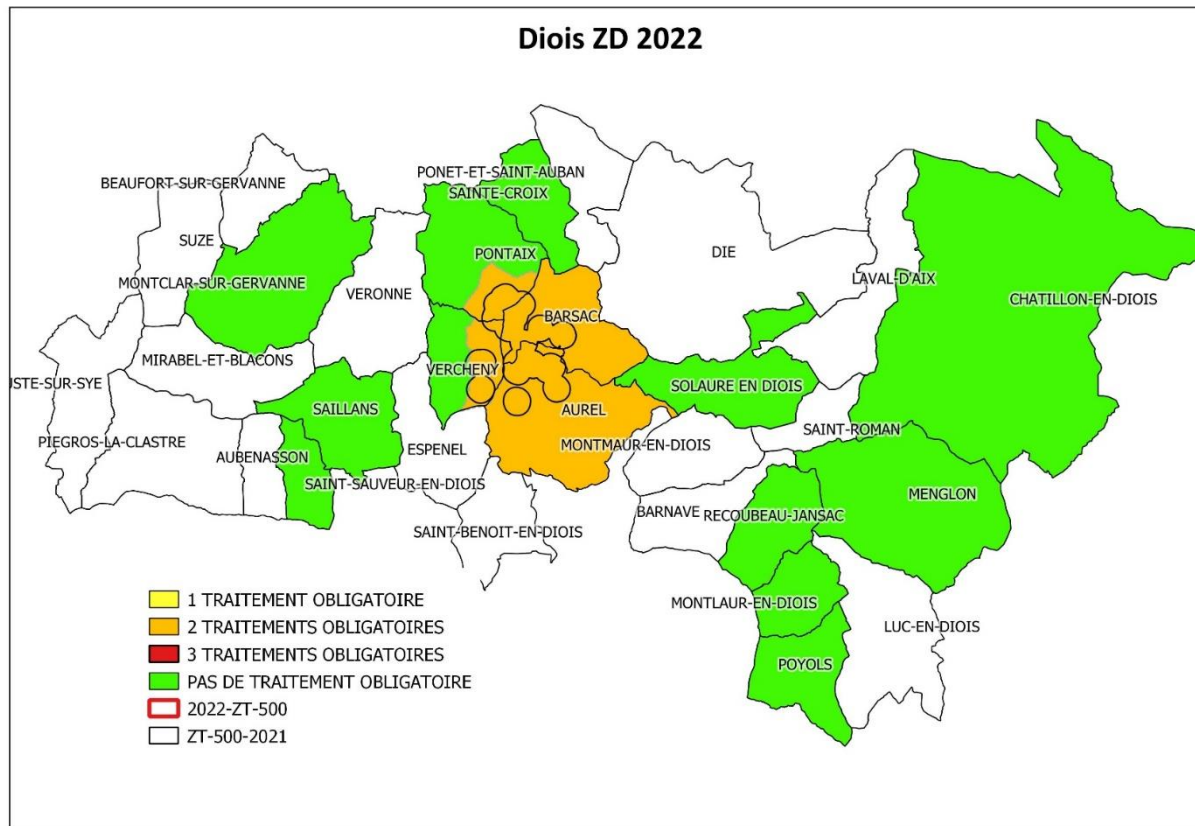 Diois ZD 2022
BEAUFORT-SUR-GERVANNE
PONET-ET-SAINT-AUBAN
SAINTE-CROIX
SUZE
PONTAIX
DIE
MONTCLAR-SUR-GERVANNE
VERONNE
LAVAL-D'AIX
CHATILLON-EN-DIOIS
BARSAC
MIRABEL-ET-BLACONS
VERCHENY
USTE-SUR-SYE
SOLAURE EN DIOIS
SAILLANS
AUREL
SAINT-ROMAN
PIEGROS-LA-CLASTRE
ESPENEL
MONTMAUR-EN-DIOIS
AUBENASSON
SAINT-SAUVEUR-EN-DIOIS
MENGLON
BARNAVE
RECOUBEAU-JANSAC
SAINT-BENOIT-EN-DIOIS
MONTLAUR-EN-DIOIS
LUC-EN-DIOIS
POYOLS
1 TRAITEMENT OBLIGATOIRE
2 TRAITEMENTS OBLIGATOIRES
3 TRAITEMENTS OBLIGATOIRES
PAS DE TRAITEMENT OBLIGATOIRE
2022-ZT-500
ZT-500-2021